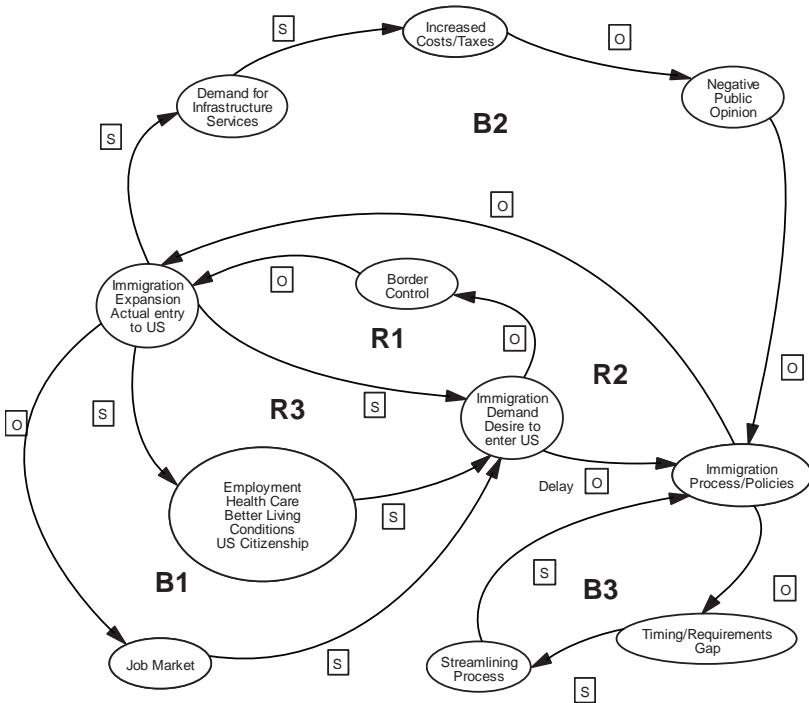 Increased
Costs/Taxes
S
O
Demand for
Infrastructure
Services
Negative
Public
Opinion
S
B2
O
Immigration
Expansion
Actual entry
to US
O
Border
Control
R1
O
R2
O
R3
S
S
O
Immigration
Demand
Desire to
enter US
Immigration
Process/Policies
Delay
O
Employment
Health Care
Better Living
Conditions
US Citizenship
S
B1
S
B3
O
Job Market
S
Streamlining
Process
Timing/Requirements
Gap
S